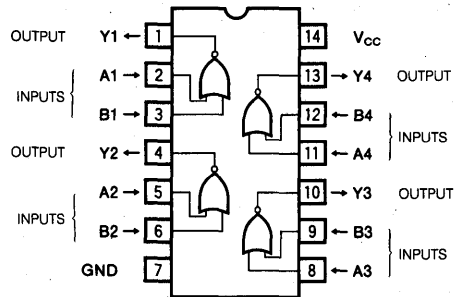 OUTPUT Y1 ← 1 14 VCC
A1 → 2 13 → Y4 OUTPUT
INPUTS
B1 → 3 12 ← B4
INPUTS
OUTPUT Y2 ← 4 11 ← A4
A2 → 5 10 → Y3 OUTPUT
INPUTS
B2 → 6 9 ← B3
INPUTS
GND 7 8 ← A3